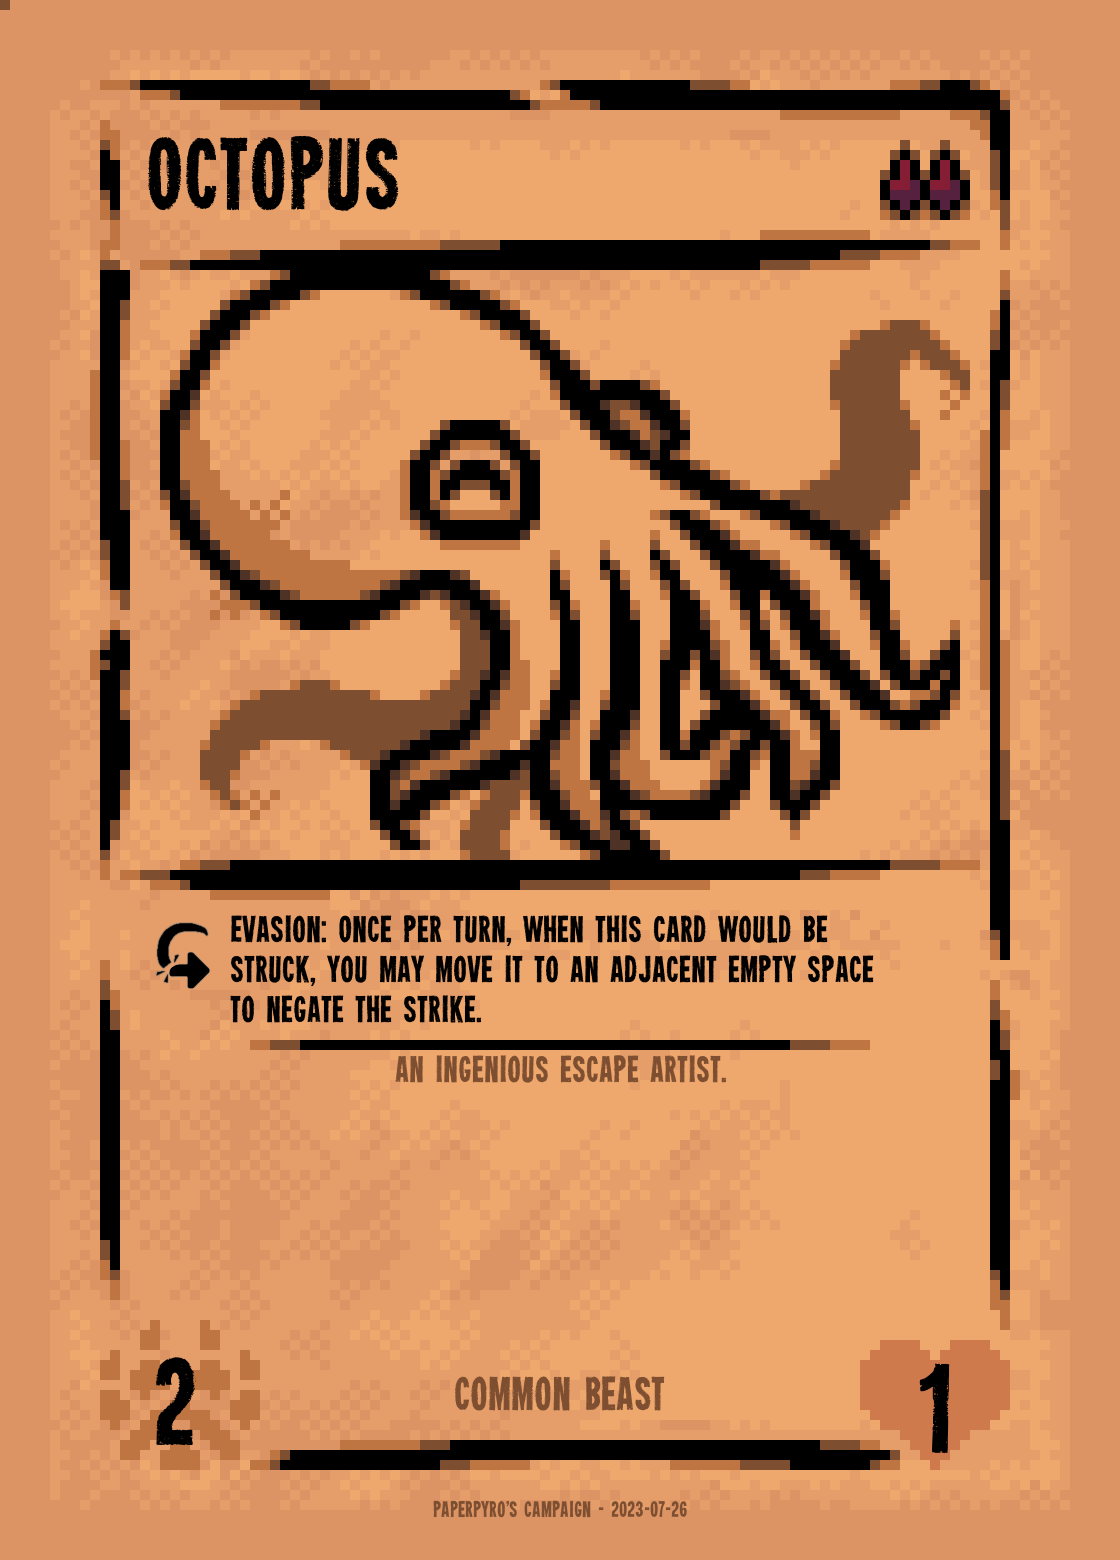 OCTOPUS
EVASION: ONCE PER TURN, WHEN THIS CARD WOULD BE
STRUCK, YOU MAY MOVE IT TO AN ADJACENT EMPTY SPACE
TO NEGATE THE STRIKE.
AN INGENIOUS ESCAPE ARTIST.
2
COMMON BEAST
1
PAPERPYRO'S CAMPAIGN - 2023-07-26